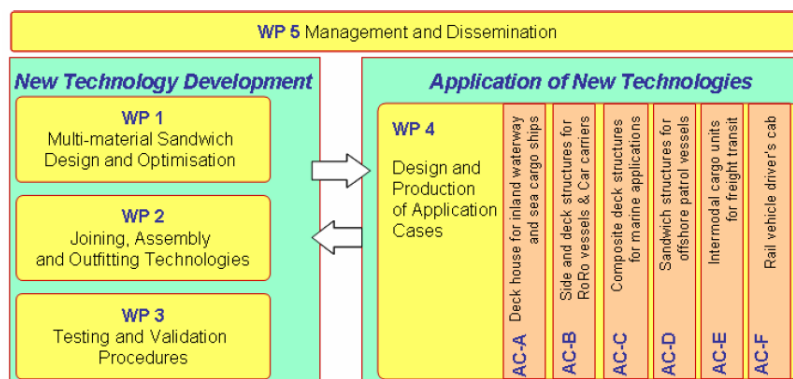 WP 5 Management and Dissemination
New Technology Development
WP 1
Multi-material Sandwich
Design and Optimisation
WP 2
Joining, Assembly
and Outfitting Technologies
WP 3
Testing and Validation
Procedures
Application of New Technologies
WP 4
Design and
Production
of Application
Cases
AC-A
Deck house for inland waterway
and sea cargo ships
AC-B
Side and deck structures for
RoRo vessels & Car carriers
AC-C
Composite deck structures
for marine applications
AC-D
Sandwich structures for
offshore patrol vessels
AC-E
Intermodal cargo units
for freight transit
AC-F
Rail vehicle driver's cab